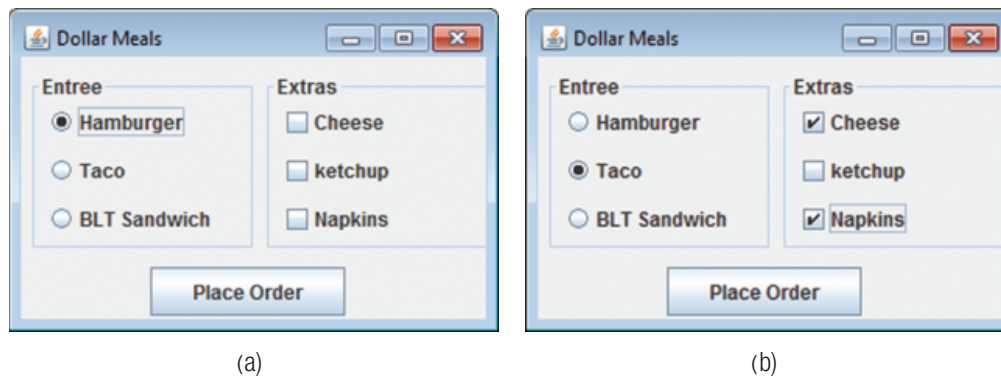 Dollar Meals
Entree
Hamburger
Taco
BLT Sandwich
Extras
Cheese
ketchup
Napkins
Place Order
(a)
Dollar Meals
Entree
Hamburger
Taco
BLT Sandwich
Extras
Cheese
ketchup
Napkins
Place Order
(b)